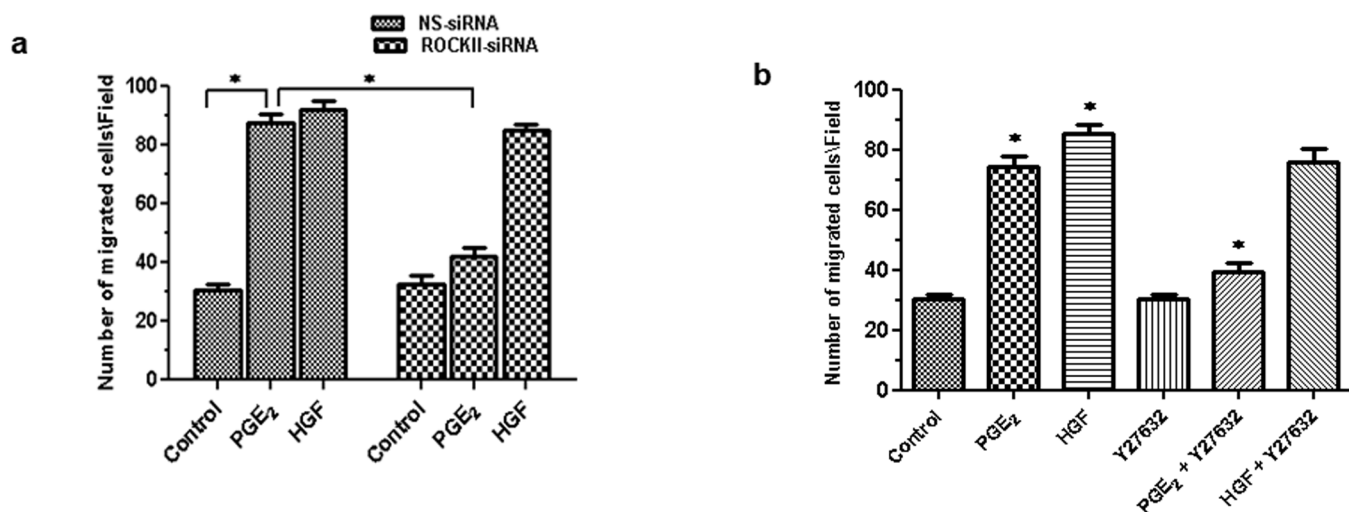 a
NS-siRNA
ROCKII-siRNA
Number of migrated cells\Field
100
80
60
40
20
0
*
*
Control
PGE₂
HGF
Control
PGE₂
HGF
b
Number of migrated cells\Field
100
80
60
40
20
0
*
*
*
Control
PGE₂
HGF
Y27632
PGE₂ + Y27632
HGF + Y27632